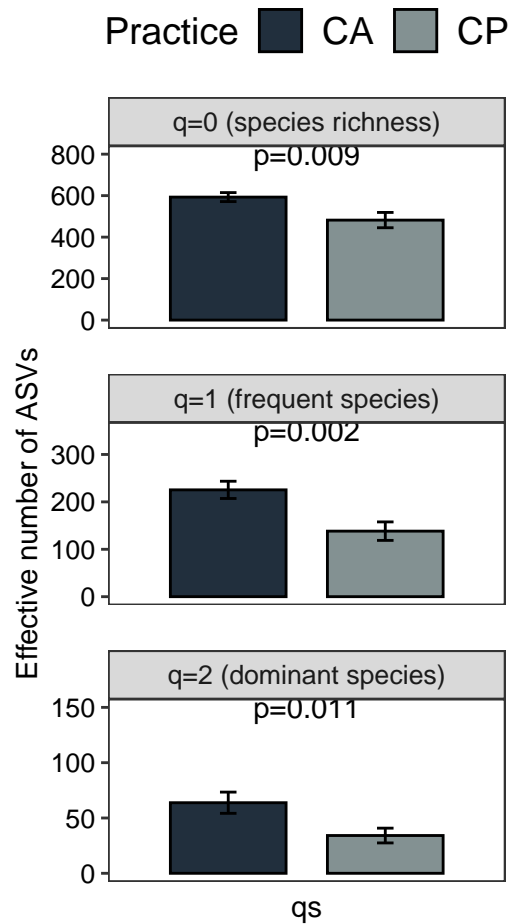 Practice CA CP
q=0 (species richness)
p=0.009
800
600
400
200
0
q=1 (frequent species)
p=0.002
300
200
100
0
q=2 (dominant species)
p=0.011
150
100
50
0
Effective number of ASVs
qs